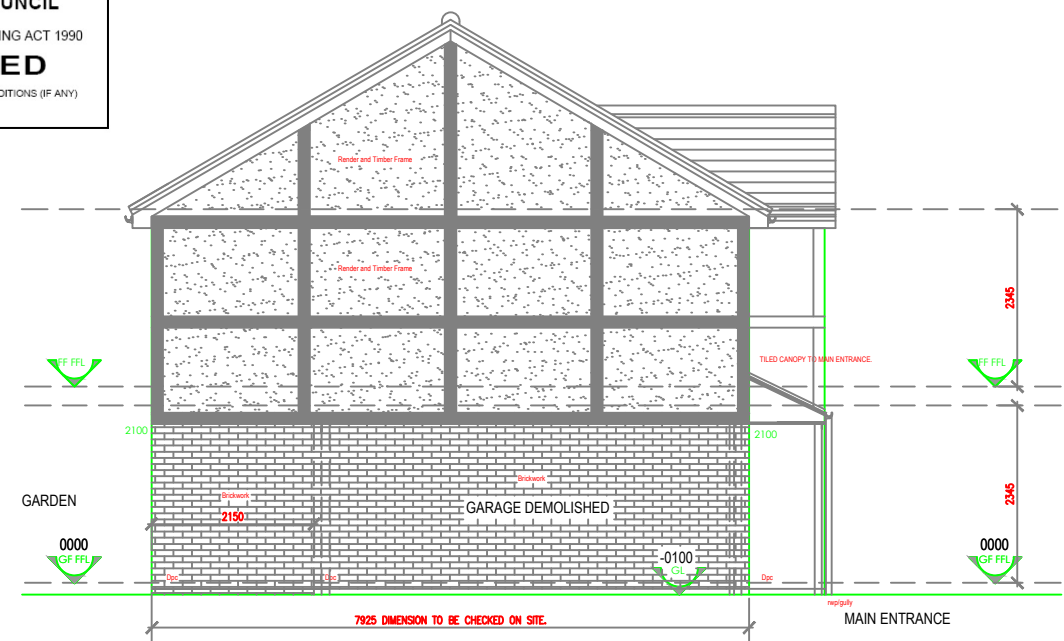 UNCIL
ING ACT 1990
ED
DITIONS (IF ANY)
Render and Timber Frame
Render and Timber Frame
2345
TILED CANOPY TO MAIN ENTRANCE.
FF FFL
FF FFL
2100
2100
Brickwork
Brickwork
2150
GARDEN
GARAGE DEMOLISHED
2345
0000
GF FFL
-0100
GL
0000
GF FFL
Dpc
Dpc
Dpc
rwp/gully
MAIN ENTRANCE
7925 DIMENSION TO BE CHECKED ON SITE.